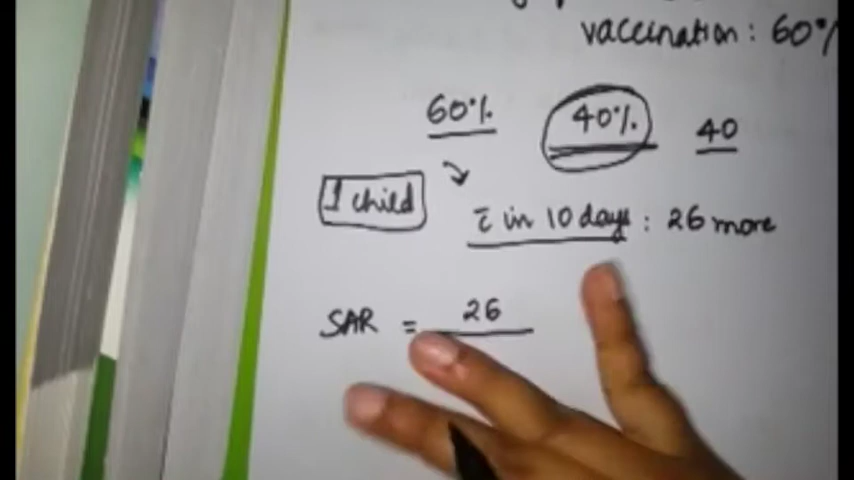 vaccination : 60%
60% 40% 40
1 child
c̄ in 10 days : 26 more
SAR = 26